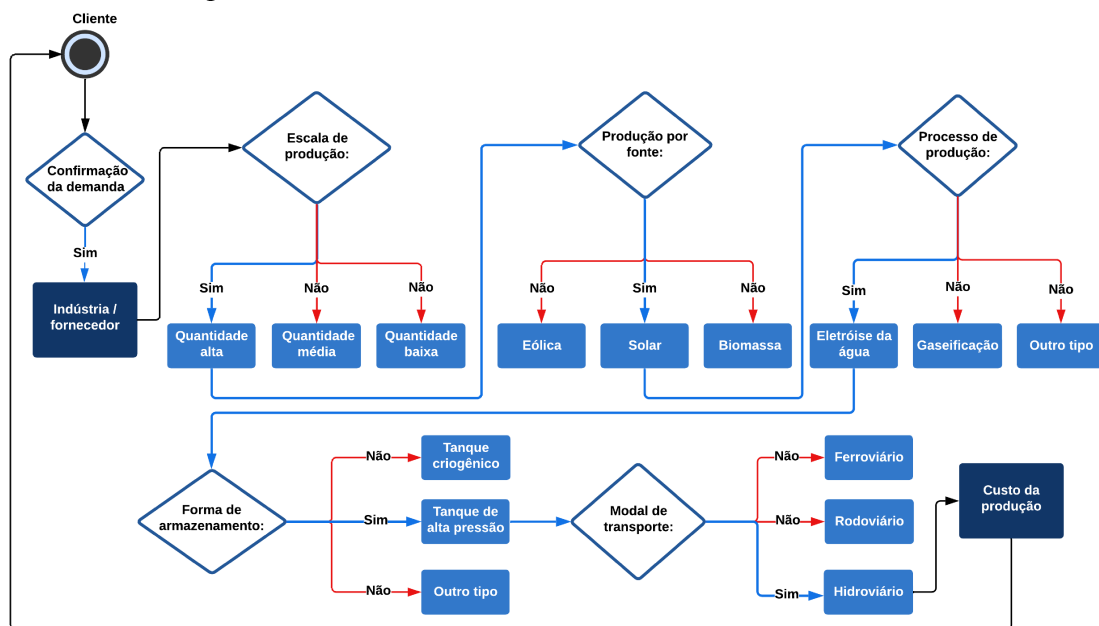 Cliente
Confirmação
da demanda
Sim
Indústria /
fornecedor
Escala de
produção:
Sim
Não
Não
Quantidade
alta
Quantidade
média
Quantidade
baixa
Produção por
fonte:
Não
Sim
Não
Eólica
Solar
Biomassa
Processo de
produção:
Sim
Não
Não
Eletróise da
água
Gaseificação
Outro tipo
Forma de
armazenamento:
Não
Sim
Não
Tanque
criogênico
Tanque de
alta pressão
Outro tipo
Modal de
transporte:
Não
Não
Sim
Ferroviário
Rodoviário
Hidroviário
Custo da
produção